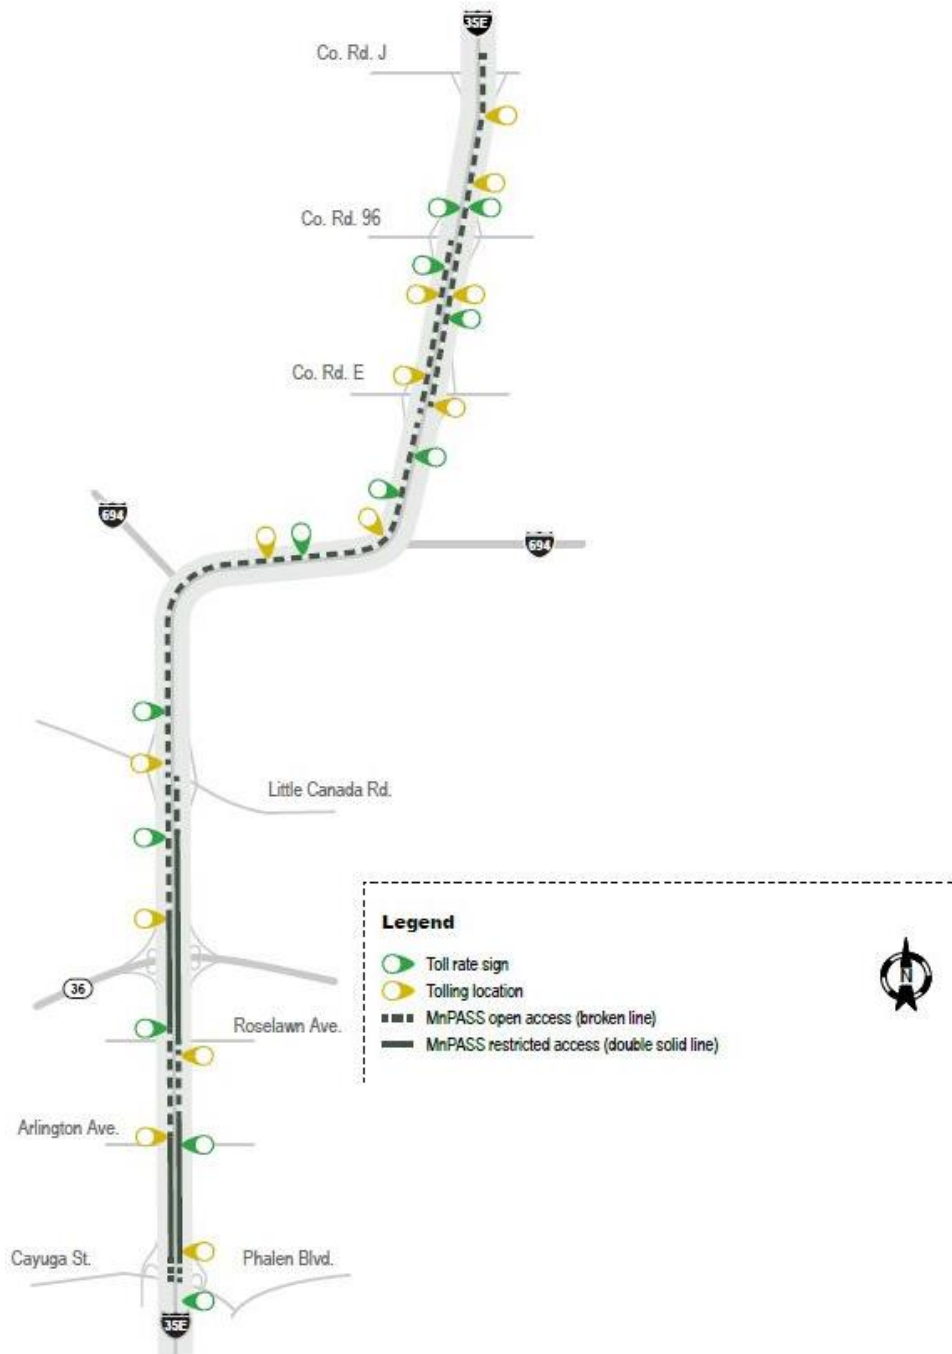 35E
Co. Rd. J
Co. Rd. 96
Co. Rd. E
694
694
Little Canada Rd.
Legend
Toll rate sign
Tolling location
MnPASS open access (broken line)
MnPASS restricted access (double solid line)
N
36
Roselawn Ave.
Arlington Ave.
Cayuga St.
Phalen Blvd.
35E